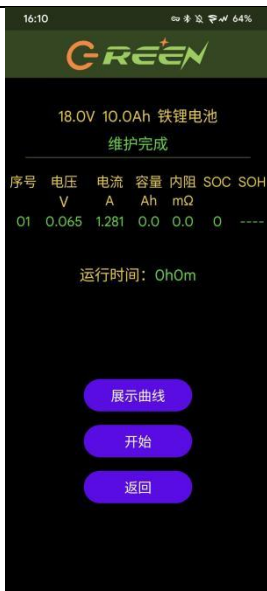 16:10
64%
G-REEN
18.0V 10.0Ah 铁锂电池
维护完成
序号 电压 电流 容量 内阻 SOC SOH
V A Ah mΩ
01 0.065 1.281 0.0 0.0 0 ----
运行时间：0h0m
展示曲线
开始
返回